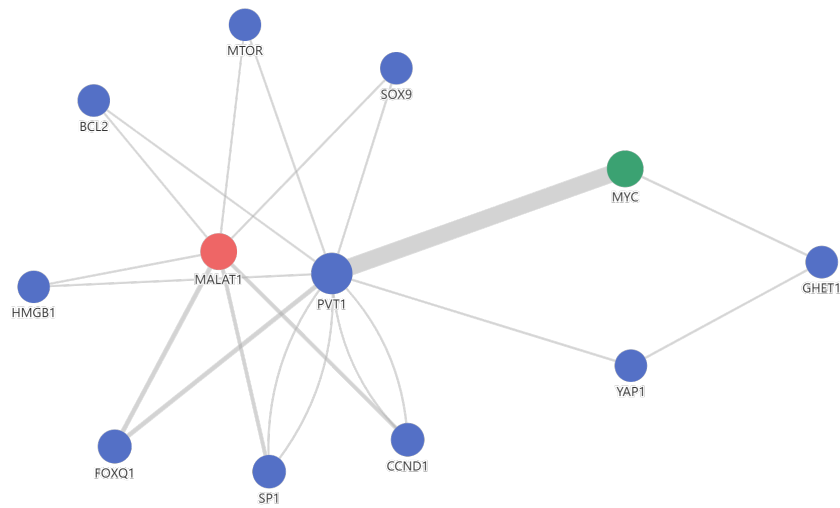 MTOR
SOX9
BCL2
MYC
MALAT1
GHET1
PVT1
HMGB1
YAP1
CCND1
FOXQ1
SP1